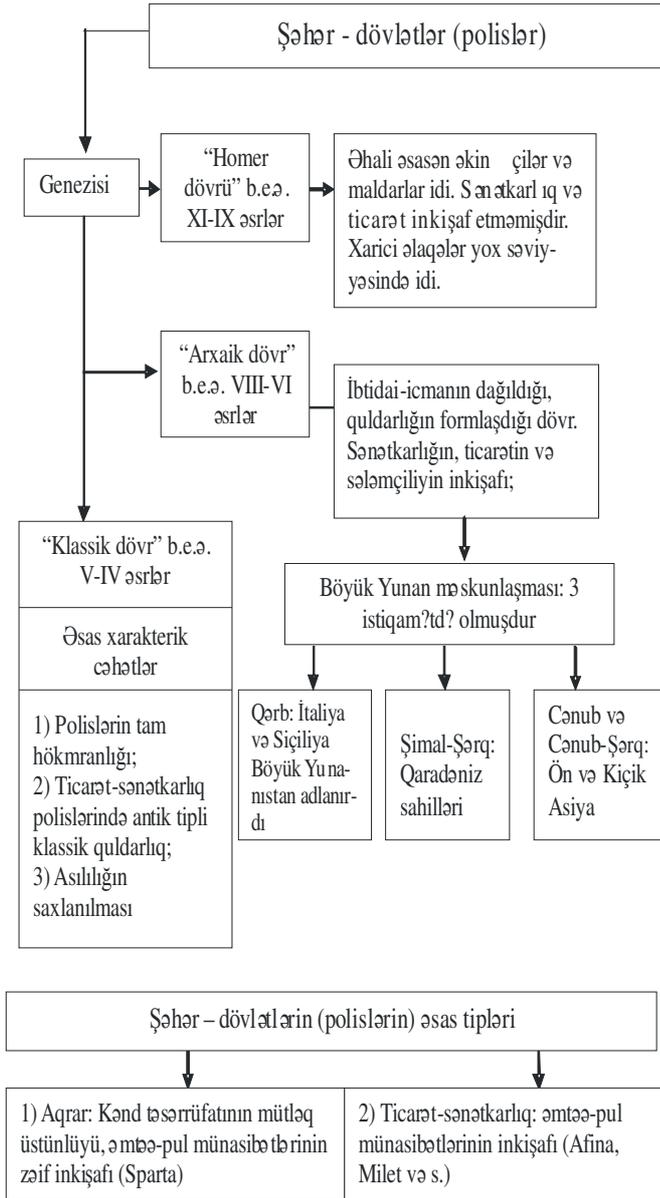 Şəhər - dövlətlər (polislər)
Genezisi
“Homer
dövrü” b.e.ə.
XI-IX əsrlər
Əhali əsasən əkin çilər və
maldarlar idi. Sənətkarl ıq və
ticarət inkişaf etməmişdir.
Xarici əlaqələr yox səviy-
yəsində idi.
“Arxaik dövr”
b.e.ə. VIII-VI
əsrlər
İbtidai-icmanın dağıldığı,
quldarlığın formlaşdığı dövr.
Sənətkarlığın, ticarətin və
sələmçiliyin inkişafı;
Böyük Yunan məskunlaşması: 3
istiqam?td? olmuşdur
Qərb: İtaliya
və Siçiliya
Böyük Yuna-
nıstan adlanır-
dı
Şimal-Şərq:
Qaradəniz
sahilləri
Cənub və
Cənub-Şərq:
Ön və Kiçik
Asiya
“Klassik dövr” b.e.ə.
V-IV əsrlər
Əsas xarakterik
cəhətlər
1) Polislərin tam
hökmranlığı;
2) Ticarət-sənətkarlıq
polislərində antik tipli
klassik quldarlıq;
3) Asılılığın
saxlanılması
Şəhər – dövlətlərin (polislərin) əsas tipləri
1) Aqrar: Kənd təsərrüfatının mütləq
üstünlüyü, əmtəə-pul münasibətlərinin
zəif inkişafı (Sparta)
2) Ticarət-sənətkarlıq: əmtəə-pul
münasibətlərinin inkişafı (Afina,
Milet və s.)